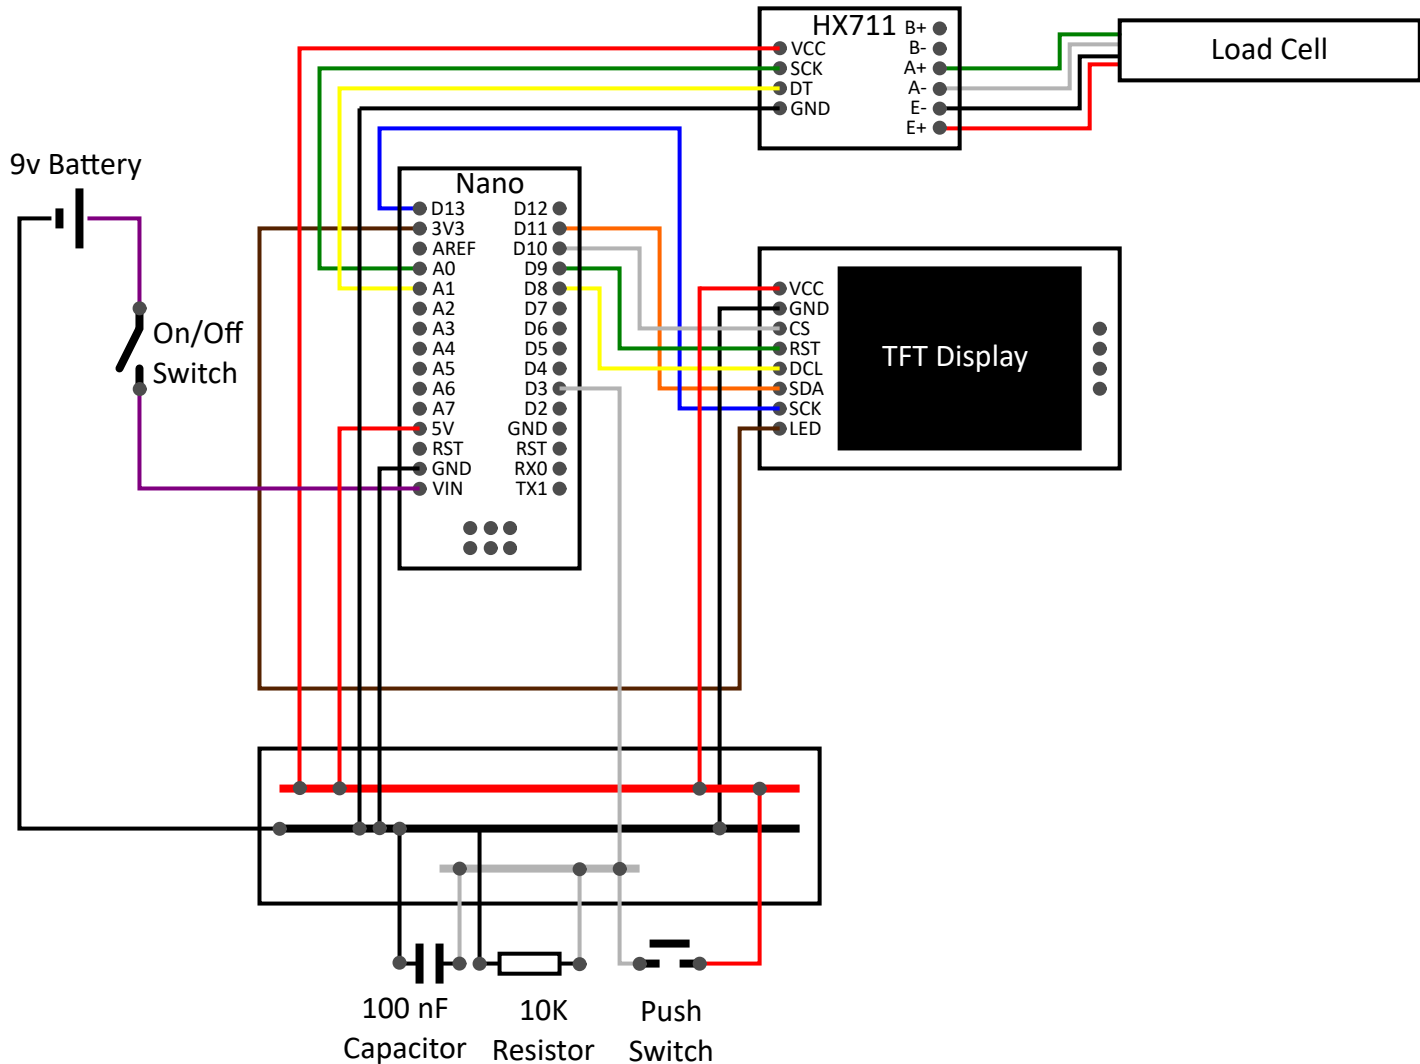 HX711
VCC
SCK
DT
GND
B+
B-
A+
A-
E-
E+
Load Cell
9v Battery
On/Off
Switch
Nano
D13
3V3
AREF
A0
A1
A2
A3
A4
A5
A6
A7
5V
RST
GND
VIN
D12
D11
D10
D9
D8
D7
D6
D5
D4
D3
D2
GND
RST
RX0
TX1
VCC
GND
CS
RST
DCL
SDA
SCK
LED
TFT Display
100 nF
Capacitor
10K
Resistor
Push
Switch